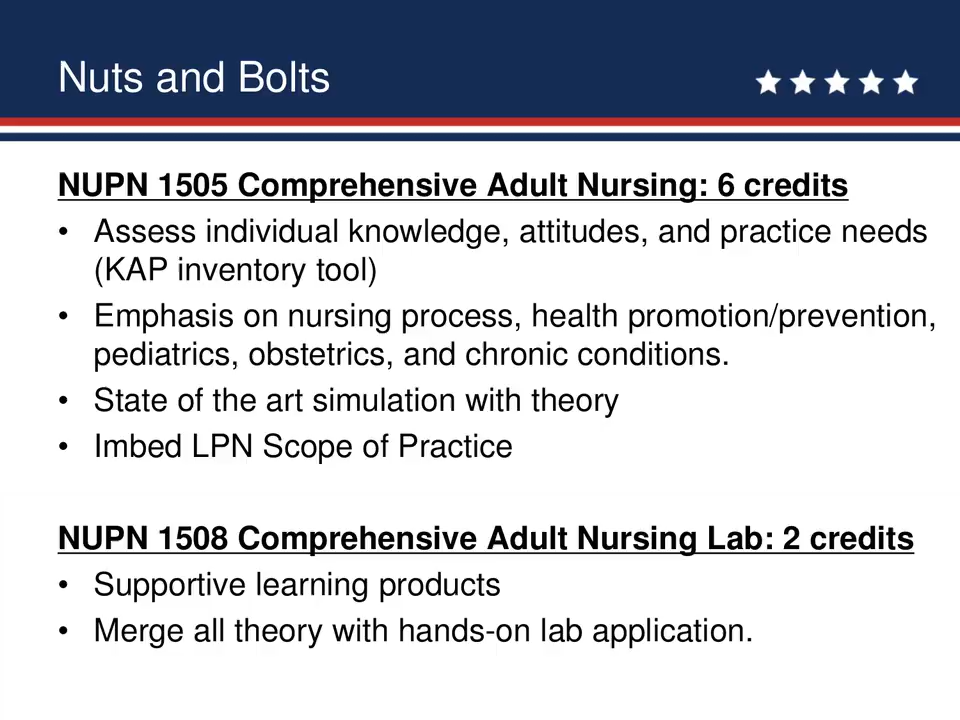 Nuts and Bolts
NUPN 1505 Comprehensive Adult Nursing: 6 credits
• Assess individual knowledge, attitudes, and practice needs
(KAP inventory tool)
• Emphasis on nursing process, health promotion/prevention,
pediatrics, obstetrics, and chronic conditions.
• State of the art simulation with theory
• Imbed LPN Scope of Practice
NUPN 1508 Comprehensive Adult Nursing Lab: 2 credits
• Supportive learning products
• Merge all theory with hands-on lab application.